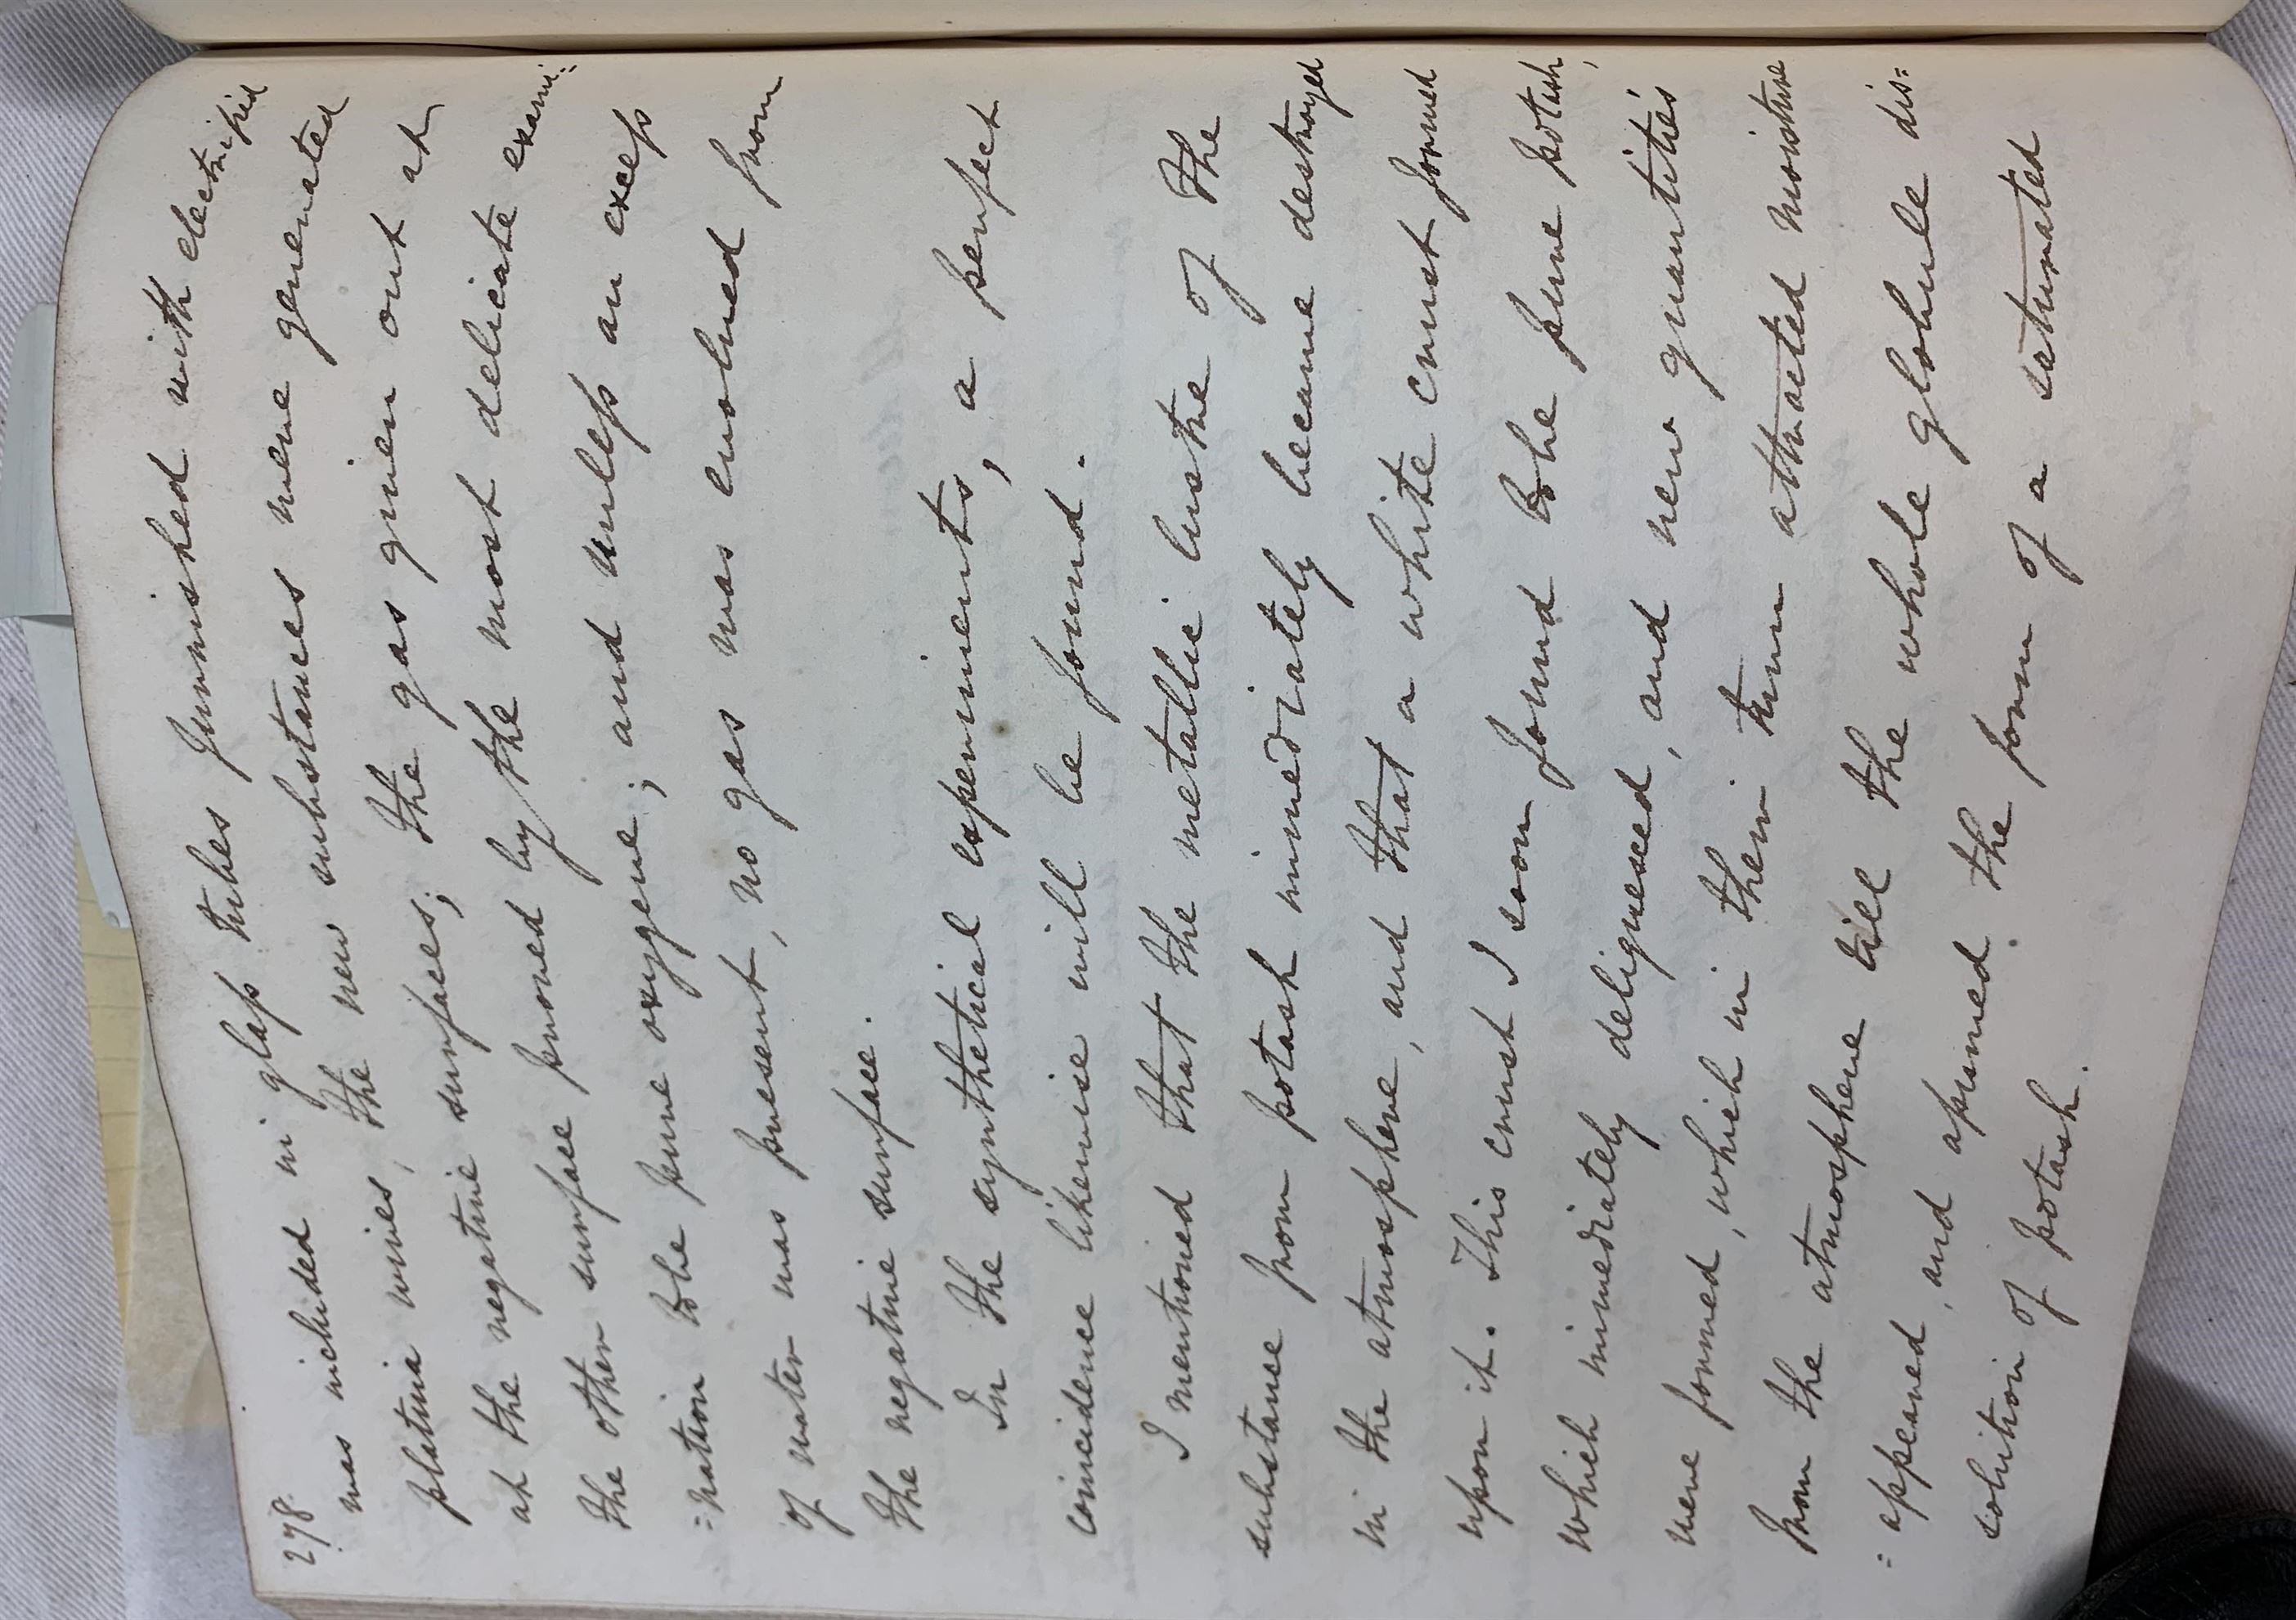 278.
was included in glass tubes furnished with electrified
platina wires, the new substances were generated
at the negative surfaces; the gas given out at
the other surface proved by the most delicate exami:
:nation to be pure oxygene; and unless an excess
of water was present, no gas was evolved from
the negative surface.
In the synthetical experiments, a perfect
coincidence likewise will be found.
I mentioned that the metallic lustre of the
substance from potash immediately became destroyed
in the atmosphere, and that a white crust formed
upon it. This crust I soon found to be pure potash,
which immediately deliquesced, and new quantities
were formed, which in their turn attracted moisture
from the atmosphere till the whole globule dis=
=appeared, and assumed the form of a saturated
solution of potash.